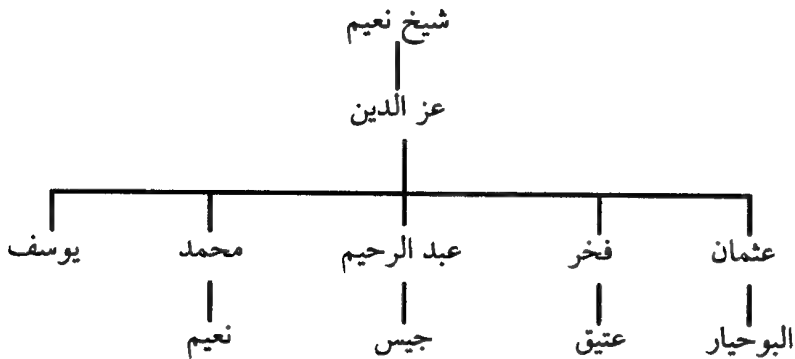 شيخ نعيم
عز الدين
عثمان فخر عبد الرحيم محمد يوسف
البوحيار عتيق جيس نعيم